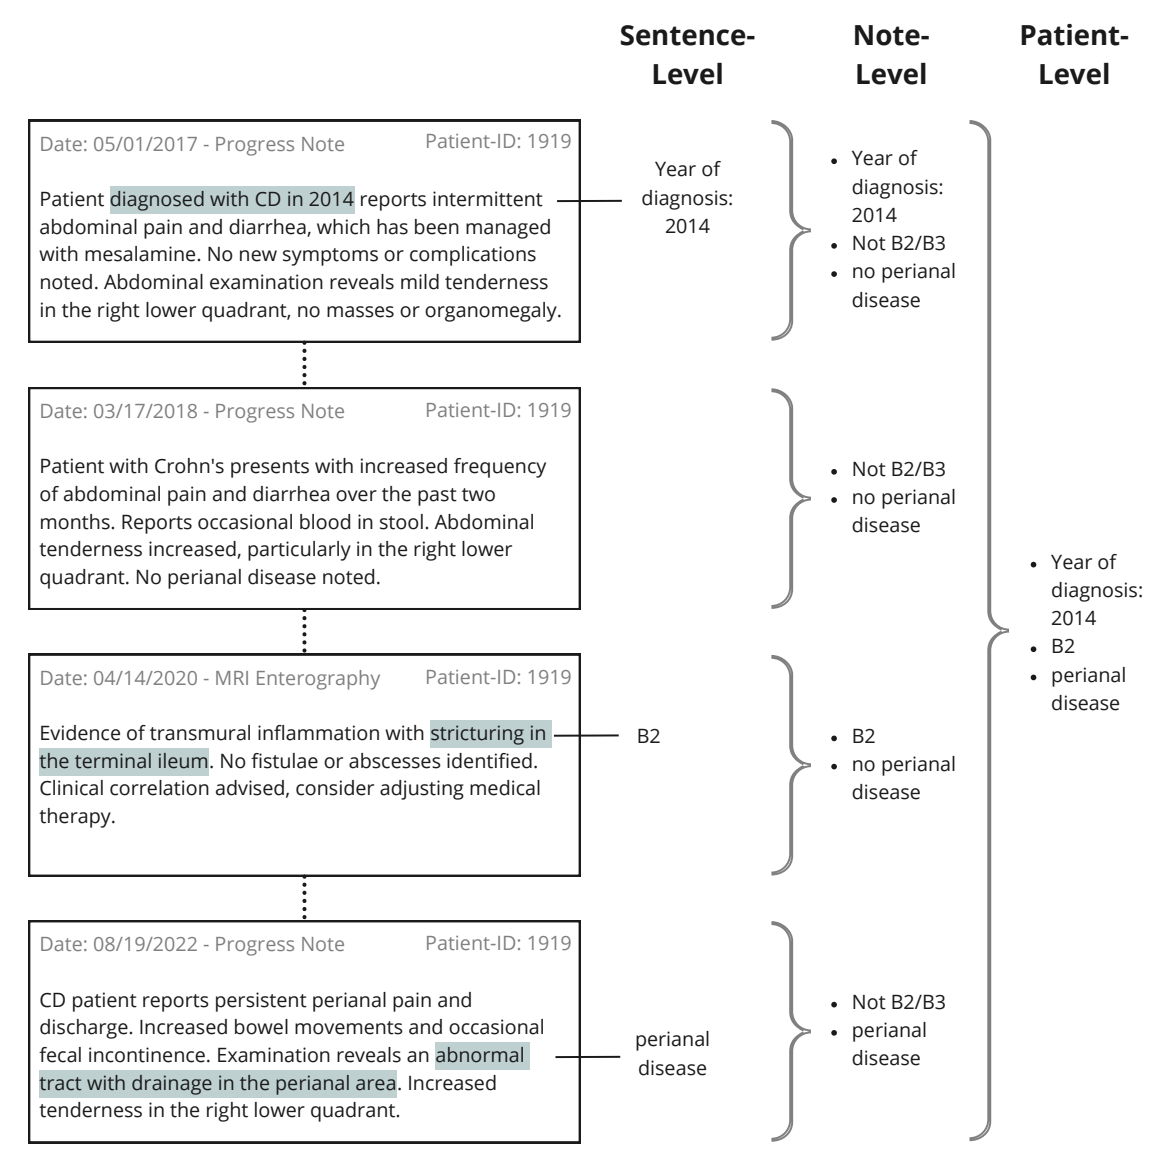 Sentence-
Level
Note-
Level
Patient-
Level
Date: 05/01/2017 - Progress Note
Patient-ID: 1919
Patient diagnosed with CD in 2014 reports intermittent
abdominal pain and diarrhea, which has been managed
with mesalamine. No new symptoms or complications
noted. Abdominal examination reveals mild tenderness
in the right lower quadrant, no masses or organomegaly.
Year of
diagnosis:
2014
• Year of
diagnosis:
2014
• Not B2/B3
• no perianal
disease
Date: 03/17/2018 - Progress Note
Patient-ID: 1919
Patient with Crohn's presents with increased frequency
of abdominal pain and diarrhea over the past two
months. Reports occasional blood in stool. Abdominal
tenderness increased, particularly in the right lower
quadrant. No perianal disease noted.
• Not B2/B3
• no perianal
disease
Date: 04/14/2020 - MRI Enterography
Patient-ID: 1919
Evidence of transmural inflammation with stricturing in
the terminal ileum. No fistulae or abscesses identified.
Clinical correlation advised, consider adjusting medical
therapy.
B2
• B2
• no perianal
disease
Date: 08/19/2022 - Progress Note
Patient-ID: 1919
CD patient reports persistent perianal pain and
discharge. Increased bowel movements and occasional
fecal incontinence. Examination reveals an abnormal
tract with drainage in the perianal area. Increased
tenderness in the right lower quadrant.
perianal
disease
• Not B2/B3
• perianal
disease
• Year of
diagnosis:
2014
• B2
• perianal
disease